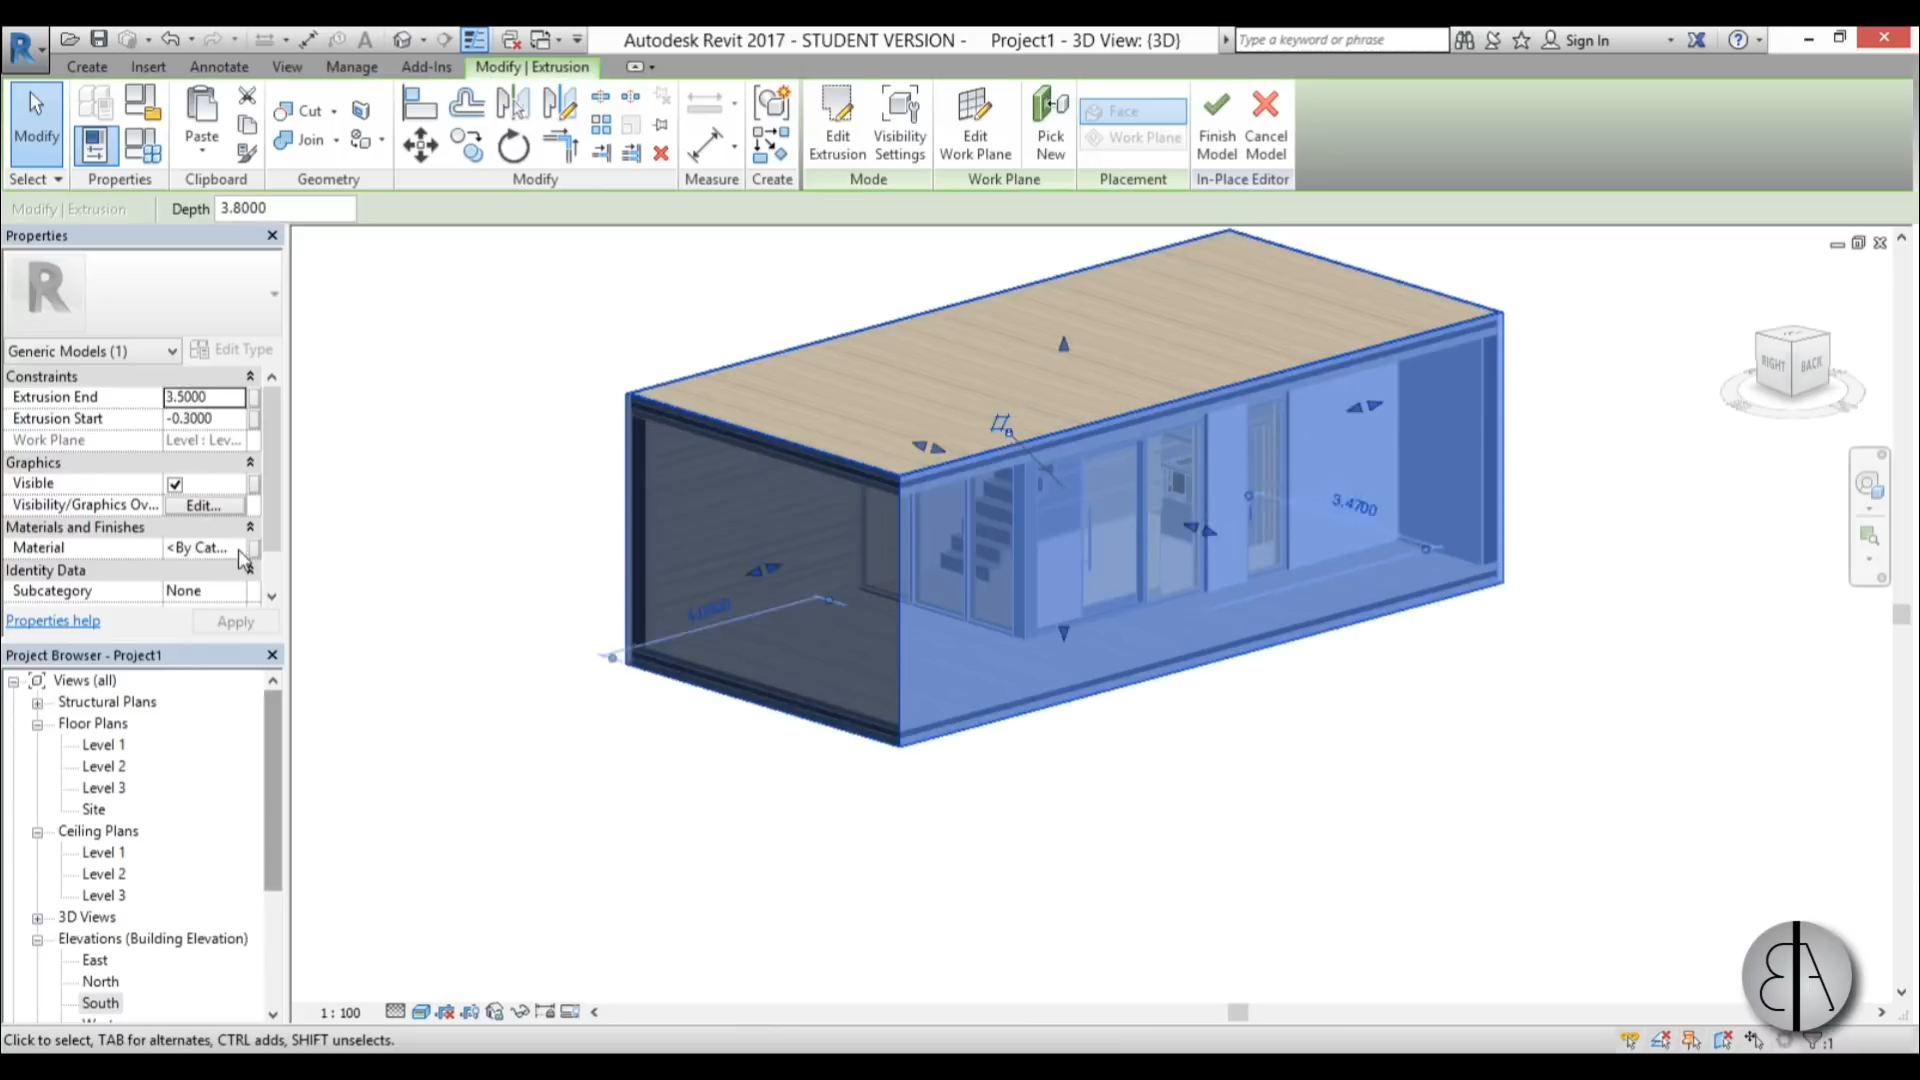 Autodesk Revit 2017 - STUDENT VERSION - Project1 - 3D View: {3D}
Type a keyword or phrase
Sign In
Create Insert Annotate View Manage Add-Ins Modify | Extrusion
Modify
Paste
Cut
Join
Edit Extrusion
Visibility Settings
Edit Work Plane
Pick New
Face
Work Plane
Finish Model
Cancel Model
Select Properties Clipboard Geometry Modify Measure Create Mode Work Plane Placement In-Place Editor
Modify | Extrusion Depth 3.8000
Properties
R
Generic Models (1) Edit Type
Constraints
Extrusion End 3.5000
Extrusion Start -0.3000
Work Plane Level : Lev...
Graphics
Visible
Visibility/Graphics Ov... Edit...
Materials and Finishes
Material <By Cat...
Identity Data
Subcategory None
Properties help Apply
Project Browser - Project1
Views (all)
Structural Plans
Floor Plans
Level 1
Level 2
Level 3
Site
Ceiling Plans
Level 1
Level 2
Level 3
3D Views
Elevations (Building Elevation)
East
North
South
3.4700
RIGHT BACK
1 : 100
Click to select, TAB for alternates, CTRL adds, SHIFT unselects.
:1